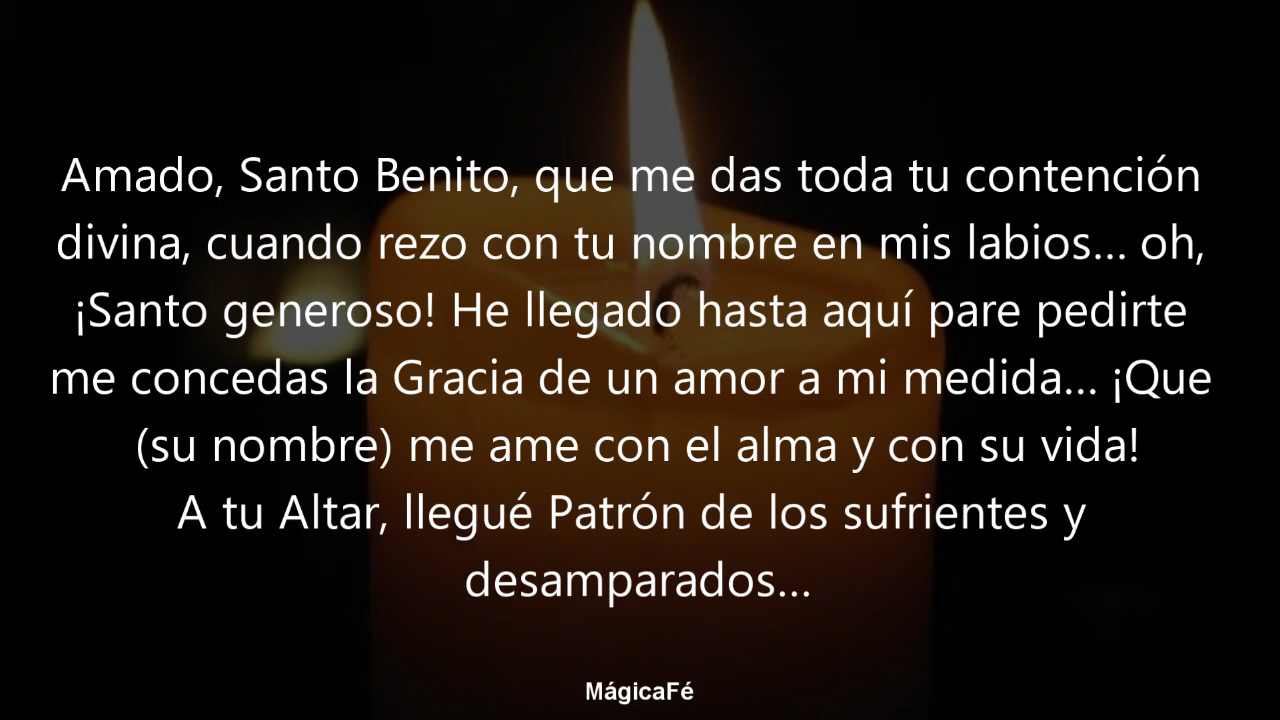 Amado, Santo Benito, que me das toda tu contención
divina, cuando rezo con tu nombre en mis labios... oh,
¡Santo generoso! He llegado hasta aquí pare pedirte
me concedas la Gracia de un amor a mi medida... ¡Que
(su nombre) me ame con el alma y con su vida!
A tu Altar, llegué Patrón de los sufrientes y
desamparados...
MágicaFé